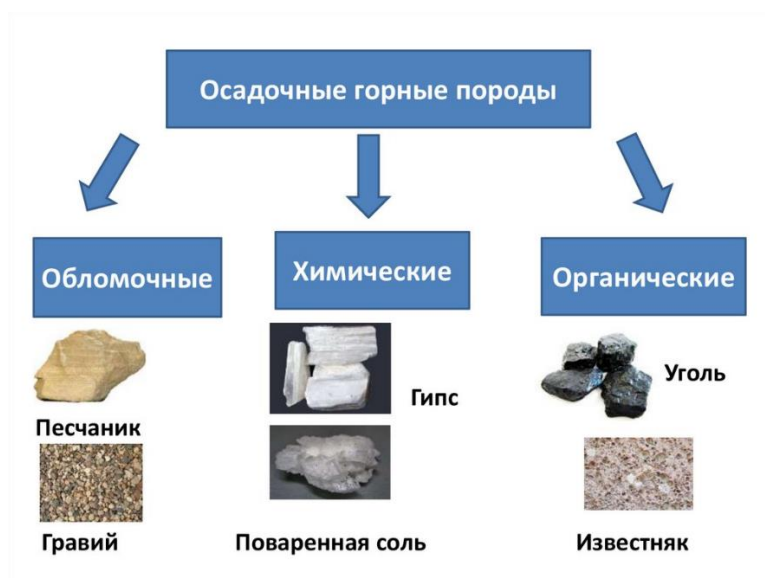 Осадочные горные породы
Обломочные
Химические
Органические
Песчаник
Гипс
Уголь
Гравий
Поваренная соль
Известняк